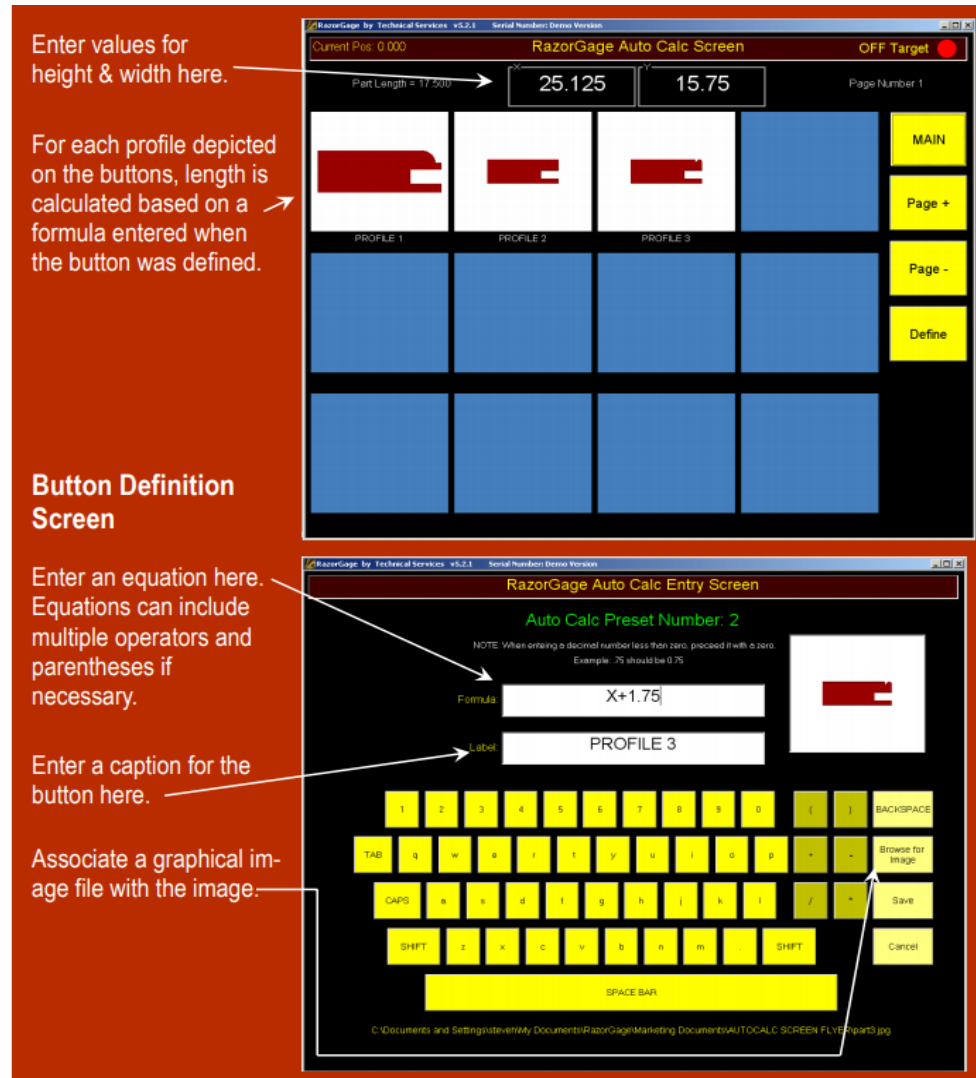 Enter values for
height & width here.
For each profile depicted
on the buttons, length is
calculated based on a
formula entered when
the button was defined.
RazorGage by Technical Services v5.2.1 Serial Number: Demo Version
Current Pos: 0.000 RazorGage Auto Calc Screen OFF Target
Part Length = 17.500 X 25.125 Y 15.75 Page Number 1
MAIN
Page +
Page -
Define
PROFILE 1 PROFILE 2 PROFILE 3
Button Definition
Screen
Enter an equation here.
Equations can include
multiple operators and
parentheses if
necessary.
Enter a caption for the
button here.
Associate a graphical im-
age file with the image.
RazorGage by Technical Services v5.2.1 Serial Number: Demo Version
RazorGage Auto Calc Entry Screen
Auto Calc Preset Number: 2
NOTE: When enteing a decimal number less than zero, preceed it with a zero.
Example: .75 should be 0.75
Formula: X+1.75
Label: PROFILE 3
1 2 3 4 5 6 7 8 9 0 ( ) BACKSPACE
TAB q w e r t y u i o p + - Browse for
Image
CAPS a s d f g h j k l / * Save
SHIFT z x c v b n m . SHIFT Cancel
SPACE BAR
C:\Documents and Settings\steveh\My Documents\RazorGage\Marketing Documents\AUTOCALC SCREEN FLYER\part3.jpg